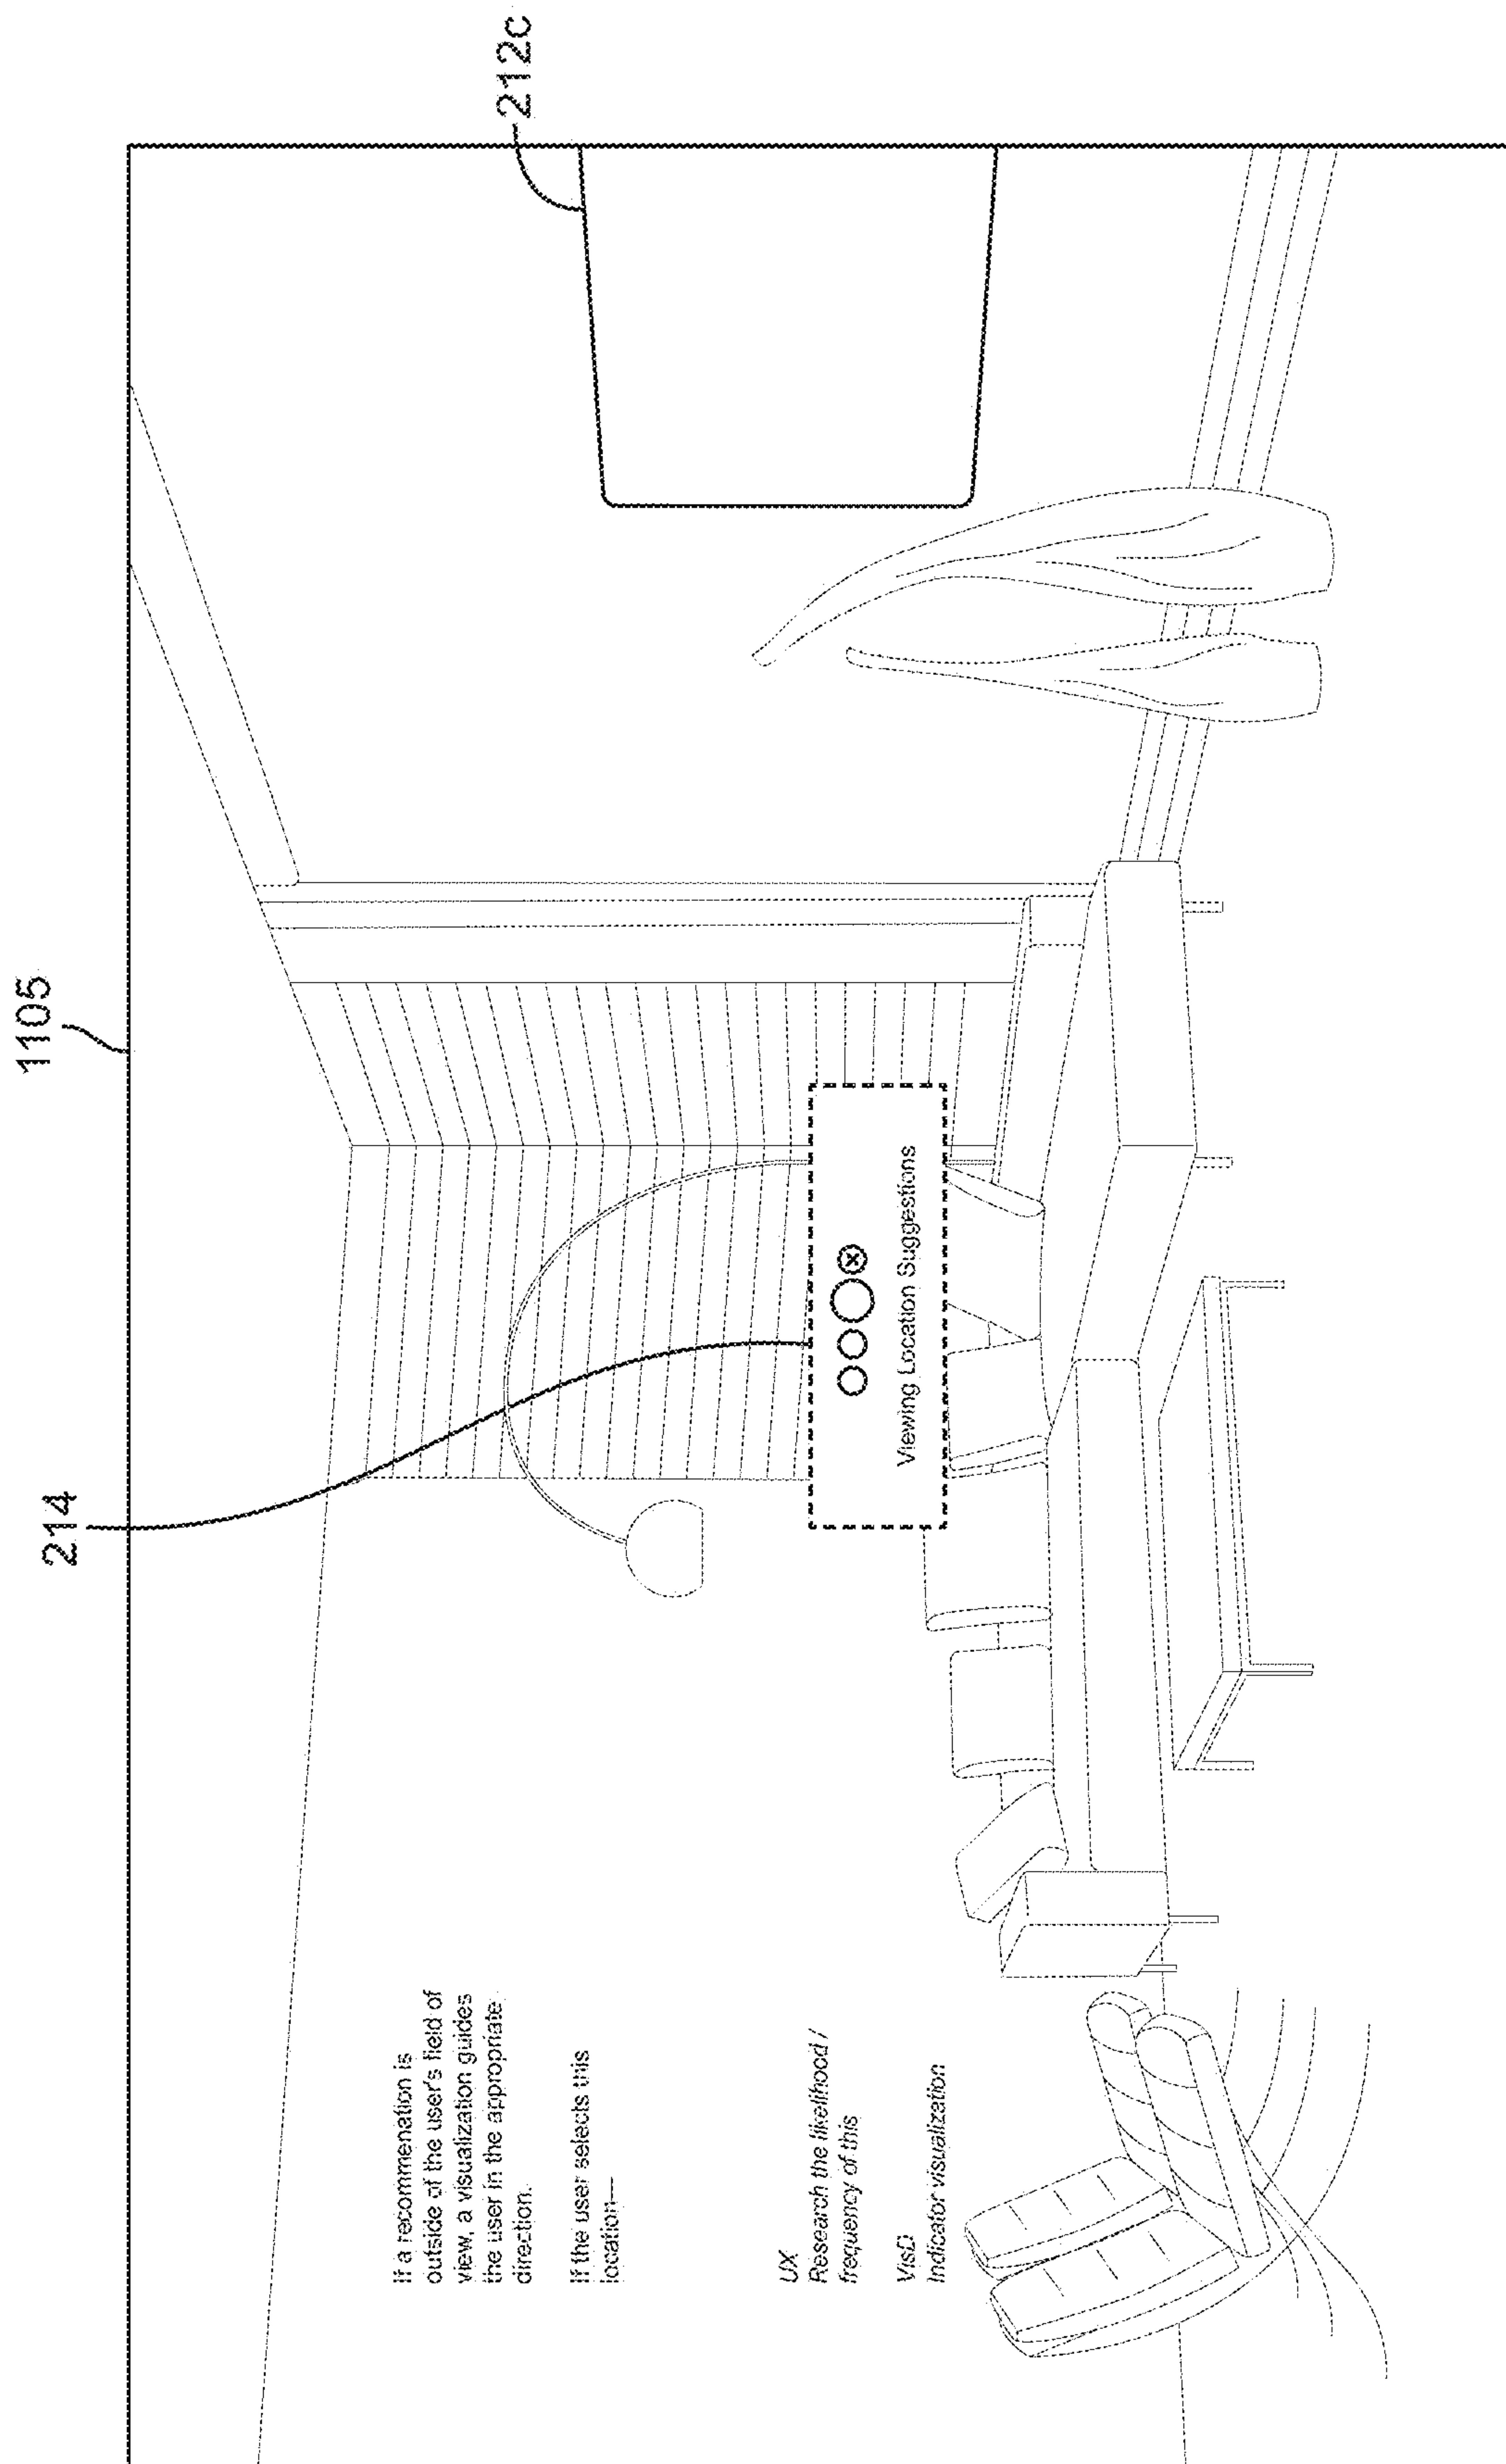 1105
214
212c
If a recommenation is
outside of the user's field of
view, a visualization guides
the user in the appropriate
direction.
If the user selects this
location—
UX
Research the likelihood /
frequency of this
VisD
Indicator visualization
Viewing Location Suggestions